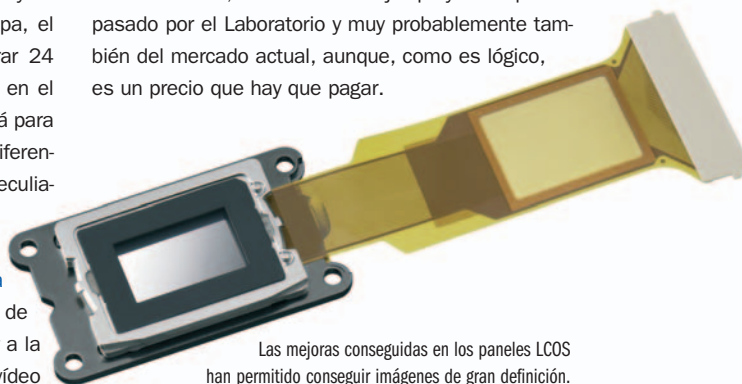 pa, el
rar 24
en el
á para
iferen-
eculia-
de
a la
vídeo
pasado por el Laboratorio y muy probablemente tam-
bién del mercado actual, aunque, como es lógico,
es un precio que hay que pagar.
Las mejoras conseguidas en los paneles LCOS
han permitido conseguir imágenes de gran definición.